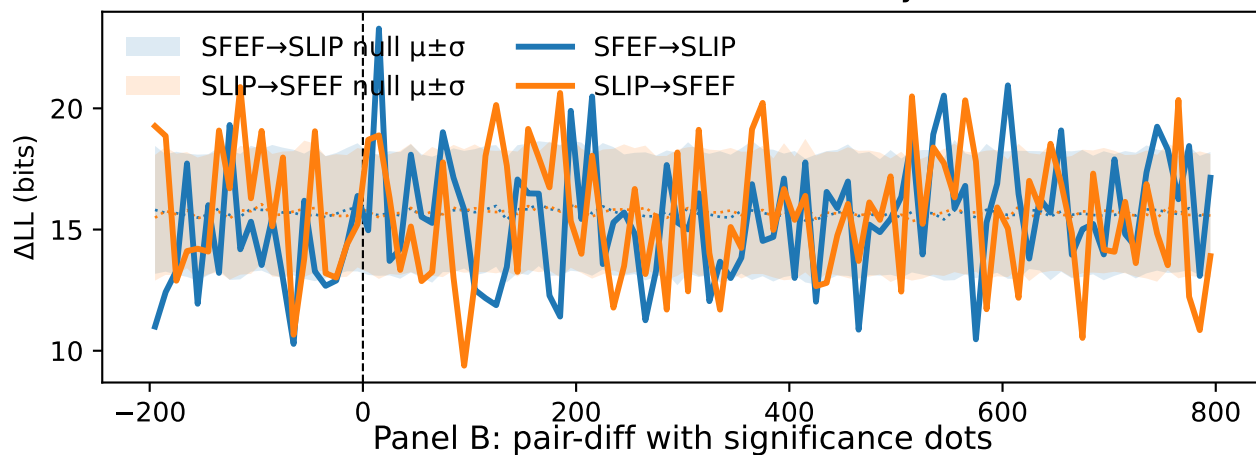 SFEF→SLIP null μ±σ
SLIP→SFEF null μ±σ
SFEF→SLIP
SLIP→SFEF
ΔLL (bits)
20
15
10
−200 0 200 400 600 800
Panel B: pair-diff with significance dots